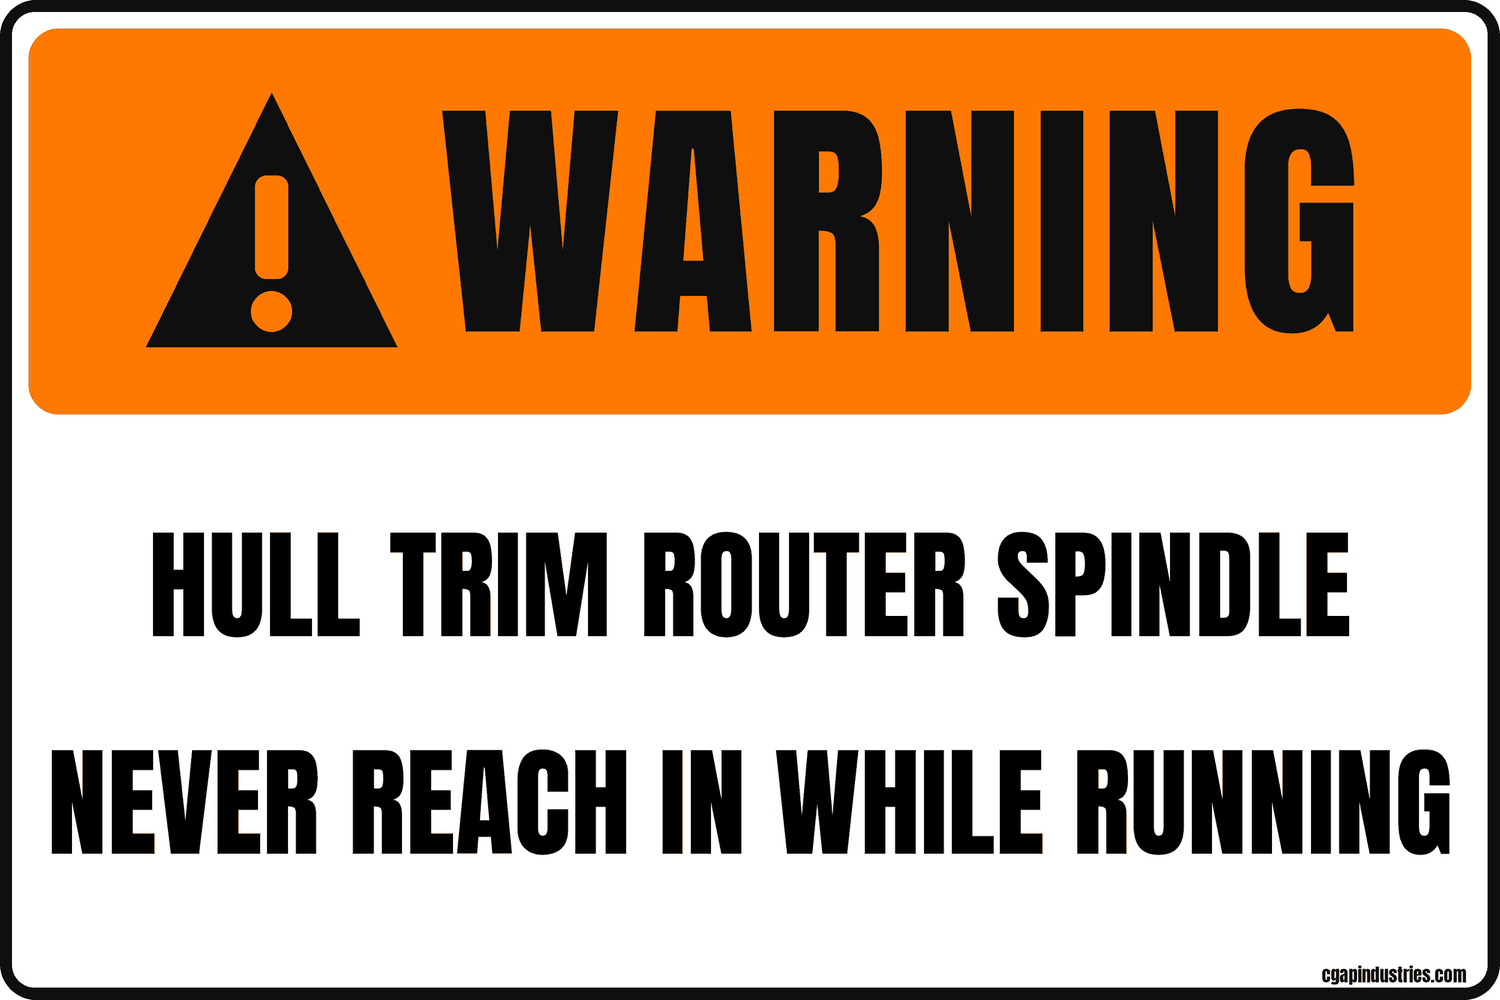 WARNING
HULL TRIM ROUTER SPINDLE
NEVER REACH IN WHILE RUNNING
cgapindustries.com